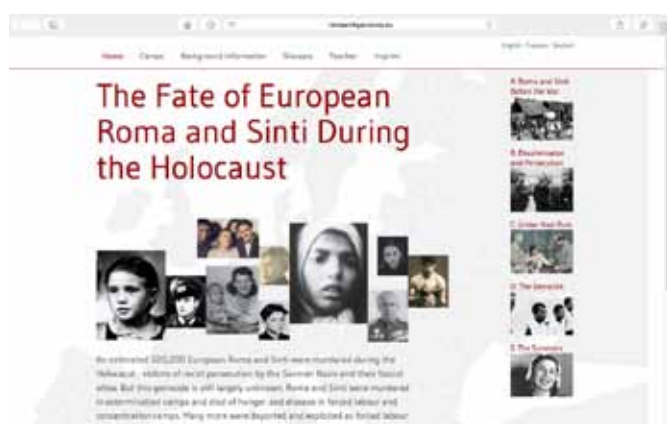 Home Camps Background Information Glossary Teacher Imprint
English Français Deutsch
The Fate of European
Roma and Sinti During
the Holocaust
An estimated 500,000 European Roma and Sinti were murdered during the
Holocaust, victims of racist persecution by the German Nazis and their fascist
allies. But this genocide is still largely unknown. Roma and Sinti were murdered
in extermination camps and died of hunger and disease in forced labour and
concentration camps. Many more were deported and exploited as forced labour
A. Roma and Sinti
Before the War
B. Discrimination
and Persecution
C. Under Nazi Rule
D. The Genocide
E. The Survivors